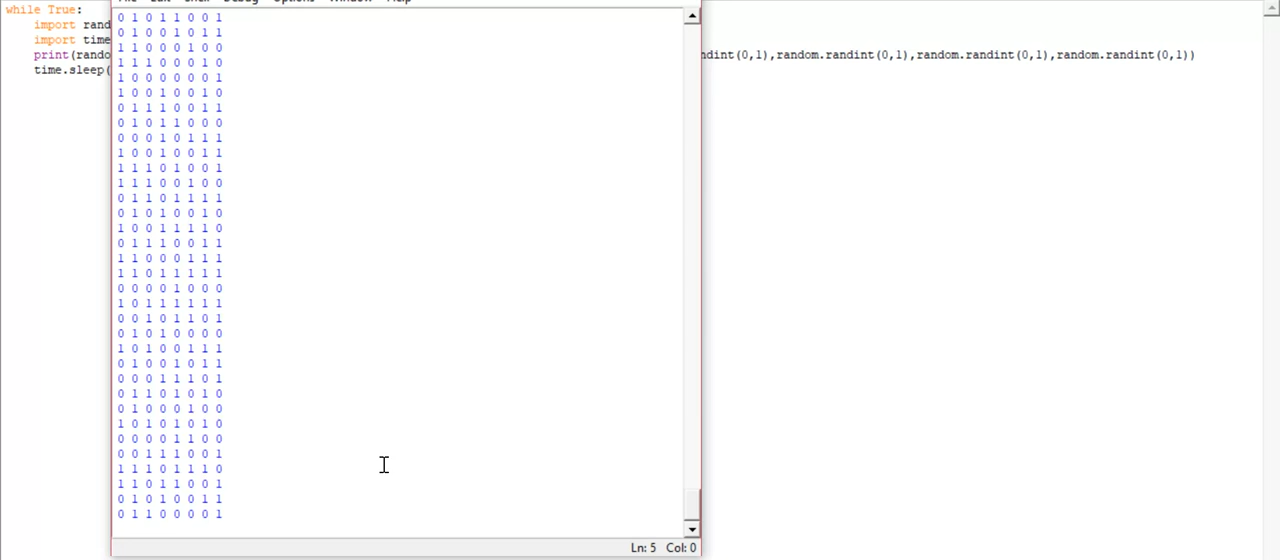 while True:
import rand
import time
print(rando
time.sleep(
ndint(0,1),random.randint(0,1),random.randint(0,1),random.randint(0,1))
0 1 0 1 1 0 0 1
0 1 0 0 1 0 1 1
1 1 0 0 0 1 0 0
1 1 1 0 0 0 1 0
1 0 0 0 0 0 0 1
1 0 0 1 0 0 1 0
0 1 1 1 0 0 1 1
0 1 0 1 1 0 0 0
0 0 0 1 0 1 1 1
1 0 0 1 0 0 1 1
1 1 1 0 1 0 0 1
1 1 1 0 0 1 0 0
0 1 1 0 1 1 1 1
0 1 0 1 0 0 1 0
1 0 0 1 1 1 1 0
0 1 1 1 0 0 1 1
1 1 0 0 0 1 1 1
1 1 0 1 1 1 1 1
0 0 0 0 1 0 0 0
1 0 1 1 1 1 1 1
0 0 1 0 1 1 0 1
0 1 0 1 0 0 0 0
1 0 1 0 0 1 1 1
0 1 0 0 1 0 1 1
0 0 0 1 1 1 0 1
0 1 1 0 1 0 1 0
0 1 0 0 0 1 0 0
1 0 1 0 1 0 1 0
0 0 0 0 1 1 0 0
0 0 1 1 1 0 0 1
1 1 1 0 1 1 1 0
1 1 0 1 1 0 0 1
0 1 0 1 0 0 1 1
0 1 1 0 0 0 0 1
Ln: 5 Col: 0